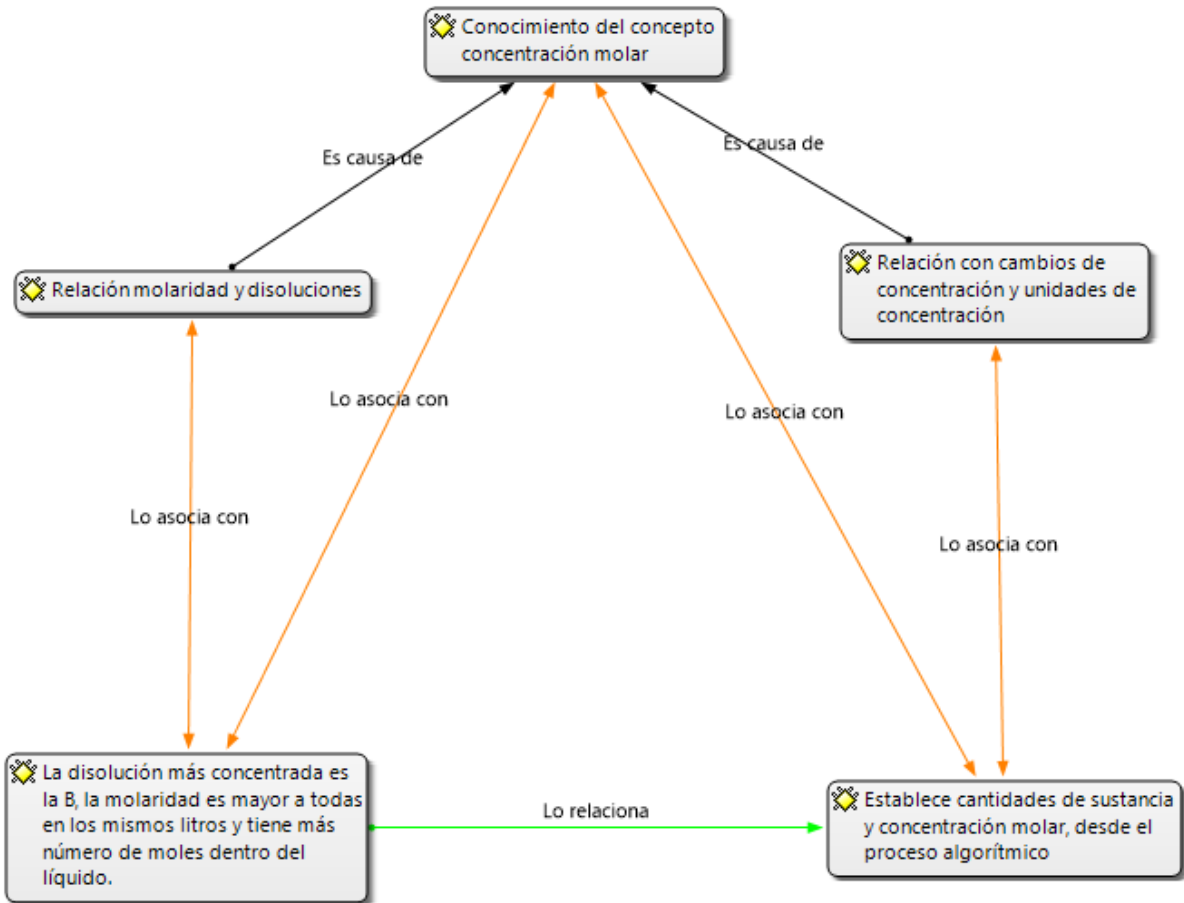 Conocimiento del concepto
concentración molar
Es causa de
Es causa de
Relación molaridad y disoluciones
Relación con cambios de
concentración y unidades de
concentración
Lo asocia con
Lo asocia con
Lo asocia con
Lo asocia con
La disolución más concentrada es
la B, la molaridad es mayor a todas
en los mismos litros y tiene más
número de moles dentro del
líquido.
Lo relaciona
Establece cantidades de sustancia
y concentración molar, desde el
proceso algorítmico